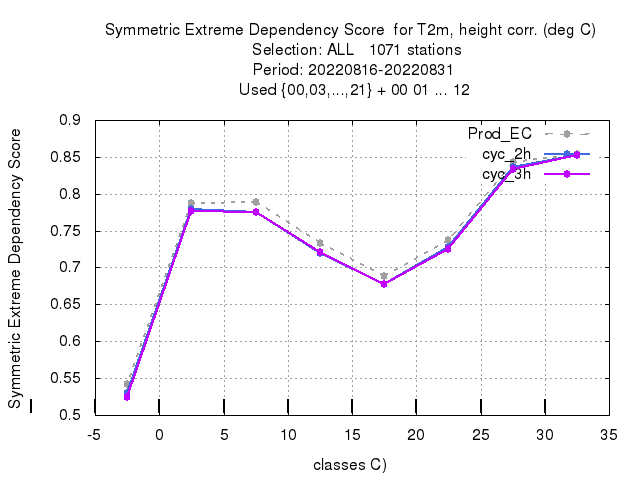 Symmetric Extreme Dependency Score for T2m, height corr. (deg C)
Selection: ALL 1071 stations
Period: 20220816-20220831
Used {00,03,...,21} + 00 01 ... 12
Symmetric Extreme Dependency Score
0.9
0.85
0.8
0.75
0.7
0.65
0.6
0.55
0.5
Prod_EC
cyc_2h
cyc_3h
-5 0 5 10 15 20 25 30 35
classes C)